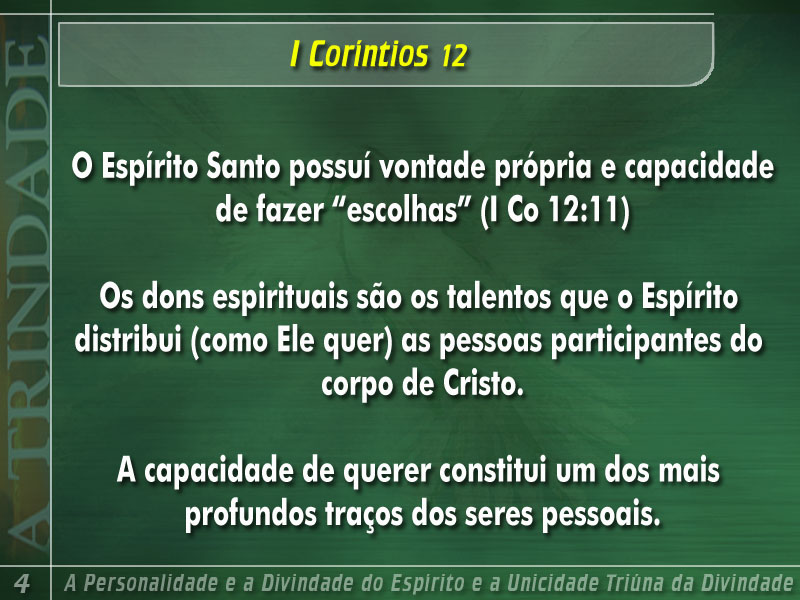 I Coríntios 12
O Espírito Santo possuí vontade própria e capacidade
de fazer “escolhas” (I Co 12:11)
Os dons espirituais são os talentos que o Espírito
distribui (como Ele quer) as pessoas participantes do
corpo de Cristo.
A capacidade de querer constitui um dos mais
profundos traços dos seres pessoais.
A TRINDADE
4 A Personalidade e a Divindade do Espírito e a Unicidade Triúna da Divindade